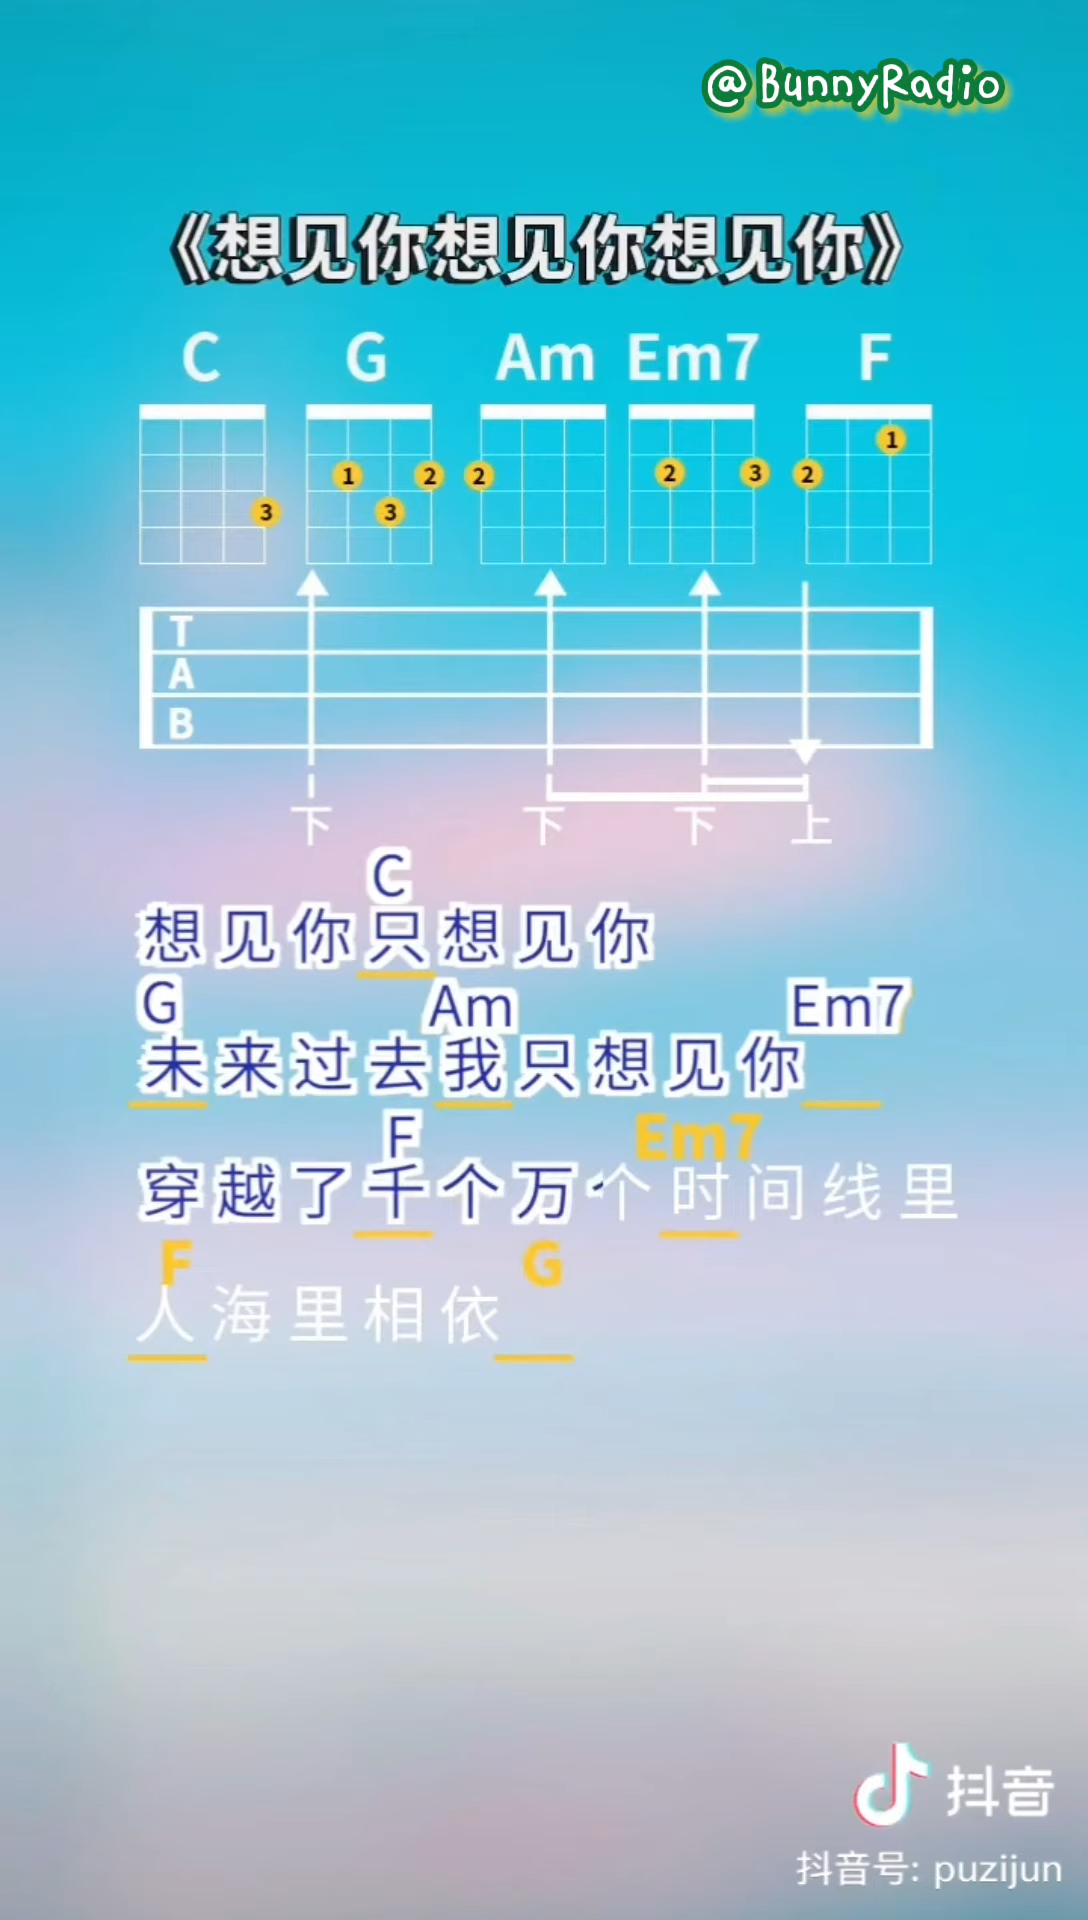 @BunnyRadio
《想见你想见你想见你》
C G Am Em7 F
3 1 2 3 2 2 3 1 2
T
A
B
下 下 下 上
C
想见你只想见你
G Am Em7
未来过去我只想见你
F Em7
穿越了千个万个时间线里
F G
人海里相依
抖音
抖音号: puzijun